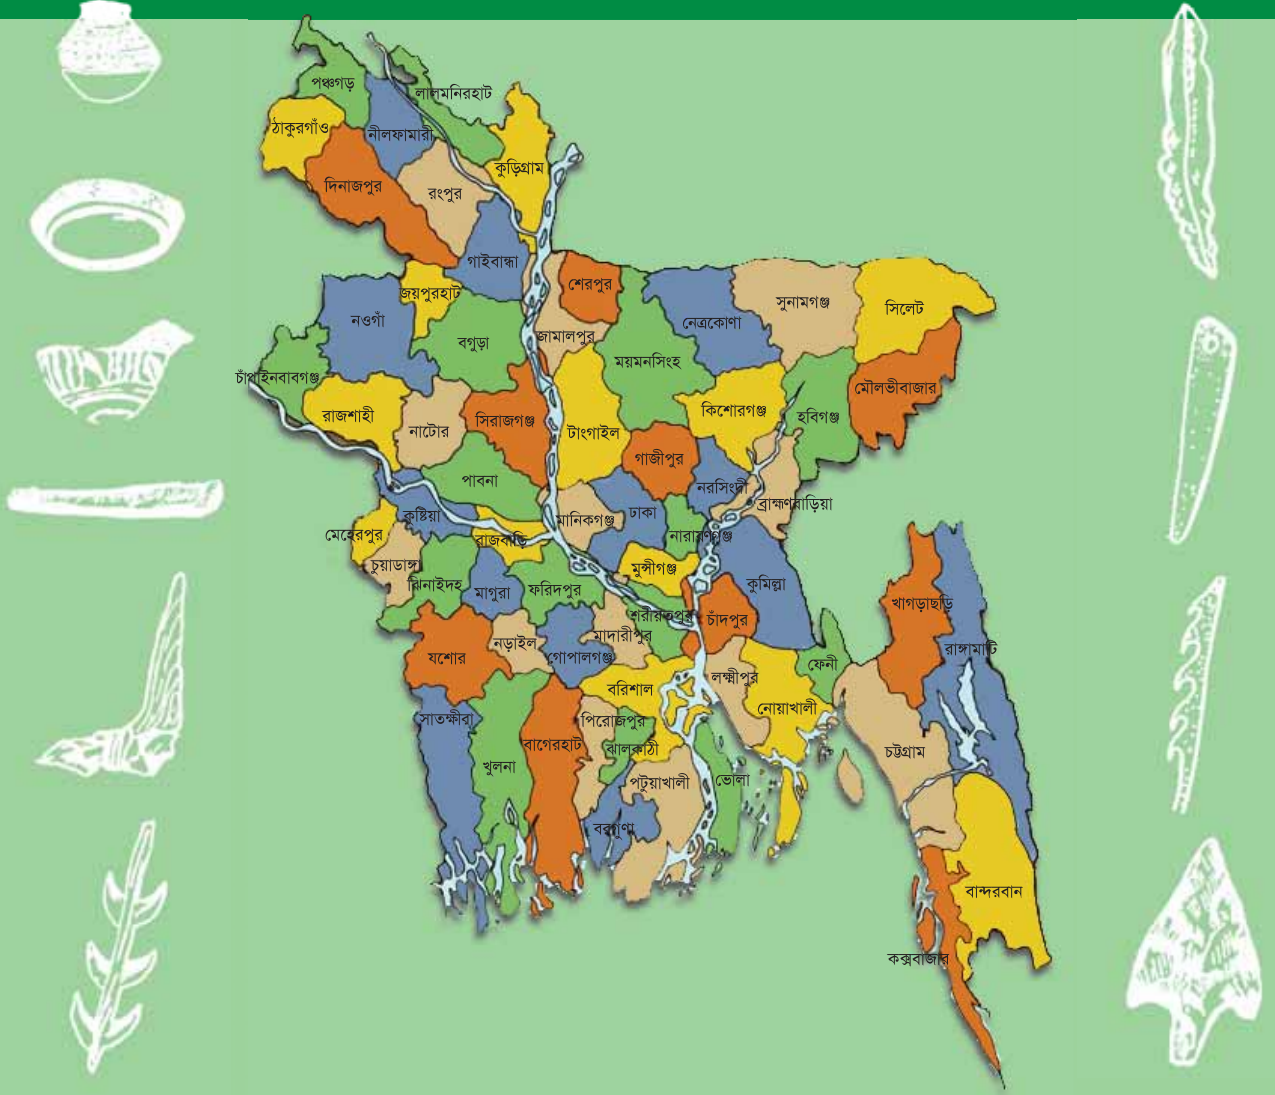 পঞ্চগড়
লালমনিরহাট
ঠাকুরগাঁও
নীলফামারী
কুড়িগ্রাম
দিনাজপুর
রংপুর
গাইবান্ধা
জয়পুরহাট
শেরপুর
নওগাঁ
সুনামগঞ্জ
সিলেট
নেত্রকোণা
জামালপুর
বগুড়া
ময়মনসিংহ
চাঁপাইনবাবগঞ্জ
মৌলভীবাজার
রাজশাহী
কিশোরগঞ্জ
হবিগঞ্জ
সিরাজগঞ্জ
নাটোর
টাংগাইল
গাজীপুর
পাবনা
নরসিংদী
ব্রাহ্মণবাড়িয়া
কুষ্টিয়া
মানিকগঞ্জ
ঢাকা
মেহেরপুর
রাজবাড়ি
নারায়ণগঞ্জ
চুয়াডাঙ্গা
মুন্সীগঞ্জ
ঝিনাইদহ
মাগুরা
ফরিদপুর
কুমিল্লা
খাগড়াছড়ি
শরীয়তপুর
চাঁদপুর
নড়াইল
মাদারীপুর
রাঙ্গামাটি
যশোর
গোপালগঞ্জ
ফেনী
লক্ষ্মীপুর
বরিশাল
নোয়াখালী
সাতক্ষীরা
পিরোজপুর
বাগেরহাট
ঝালকাঠী
চট্টগ্রাম
খুলনা
পটুয়াখালী
ভোলা
বরগুণা
বান্দরবান
কক্সবাজার